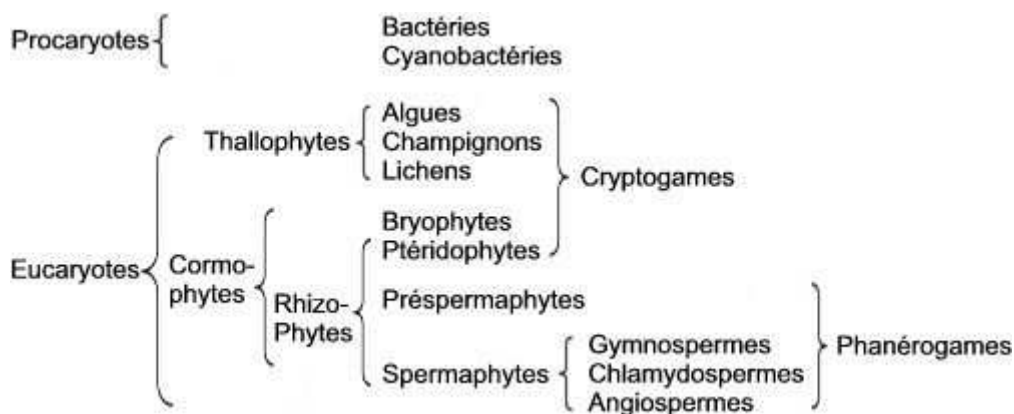 Procaryotes
Bactéries
Cyanobactéries
Eucaryotes
Thallophytes
Algues
Champignons
Lichens
Cryptogames
Cormo-
phytes
Rhizo-
Phytes
Bryophytes
Ptéridophytes
Préspermaphytes
Spermaphytes
Gymnospermes
Chlamydospermes
Angiospermes
Phanérogames